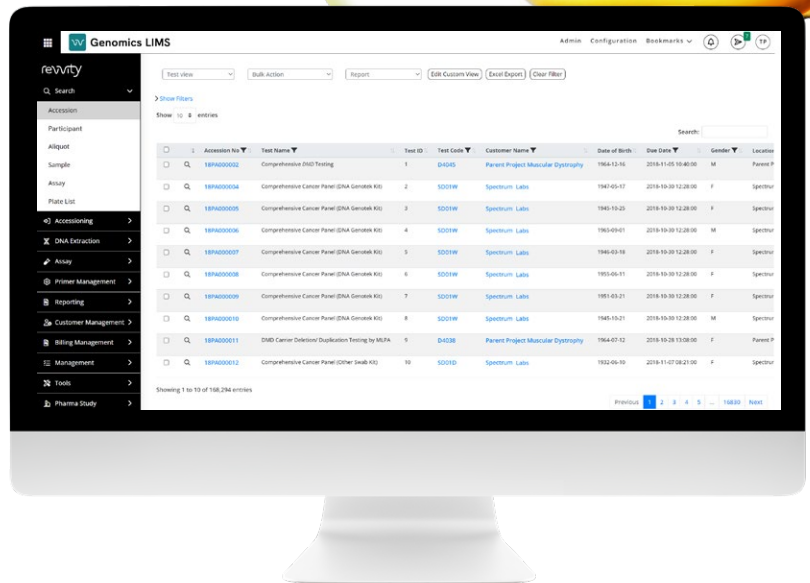 Genomics LIMS
Admin Configuration Bookmarks TP
revvity
Test view Bulk Action Report Edit Custom View Excel Export Clear Filter
Search
Show Filters
Accession
Show 10 entries
Participant
Search:
Aliquot
Sample
Assay
Plate List
Accessioning
DNA Extraction
Assay
Primer Management
Reporting
Customer Management
Billing Management
Management
Tools
Pharma Study
Accession No Test Name Test ID Test Code Customer Name Date of Birth Due Date Gender Location
18PA000002 Comprehensive DMD Testing 1 D4045 Parent Project Muscular Dystrophy 1964-12-16 2018-11-05 10:40:00 M Parent P
18PA000004 Comprehensive Cancer Panel (DNA Genotek Kit) 2 SD01W Spectrum Labs 1947-05-17 2018-10-30 12:28:00 F Spectrur
18PA000005 Comprehensive Cancer Panel (DNA Genotek Kit) 3 SD01W Spectrum Labs 1945-10-25 2018-10-30 12:28:00 F Spectrur
18PA000006 Comprehensive Cancer Panel (DNA Genotek Kit) 4 SD01W Spectrum Labs 1965-09-01 2018-10-30 12:28:00 M Spectrur
18PA000007 Comprehensive Cancer Panel (DNA Genotek Kit) 5 SD01W Spectrum Labs 1946-03-18 2018-10-30 12:28:00 F Spectrur
18PA000008 Comprehensive Cancer Panel (DNA Genotek Kit) 6 SD01W Spectrum Labs 1955-06-11 2018-10-30 12:28:00 F Spectrur
18PA000009 Comprehensive Cancer Panel (DNA Genotek Kit) 7 SD01W Spectrum Labs 1951-03-21 2018-10-30 12:28:00 F Spectrur
18PA000010 Comprehensive Cancer Panel (DNA Genotek Kit) 8 SD01W Spectrum Labs 1945-10-21 2018-10-30 12:28:00 M Spectrur
18PA000011 DMD Carrier Deletion/ Duplication Testing by MLPA 9 D4038 Parent Project Muscular Dystrophy 1964-07-12 2018-10-28 13:08:00 F Parent P
18PA000012 Comprehensive Cancer Panel (Other Swab Kit) 10 SD01D Spectrum Labs 1932-06-10 2018-11-07 08:21:00 F Spectrur
Showing 1 to 10 of 168,294 entries
Previous 1 2 3 4 5 ... 16830 Next